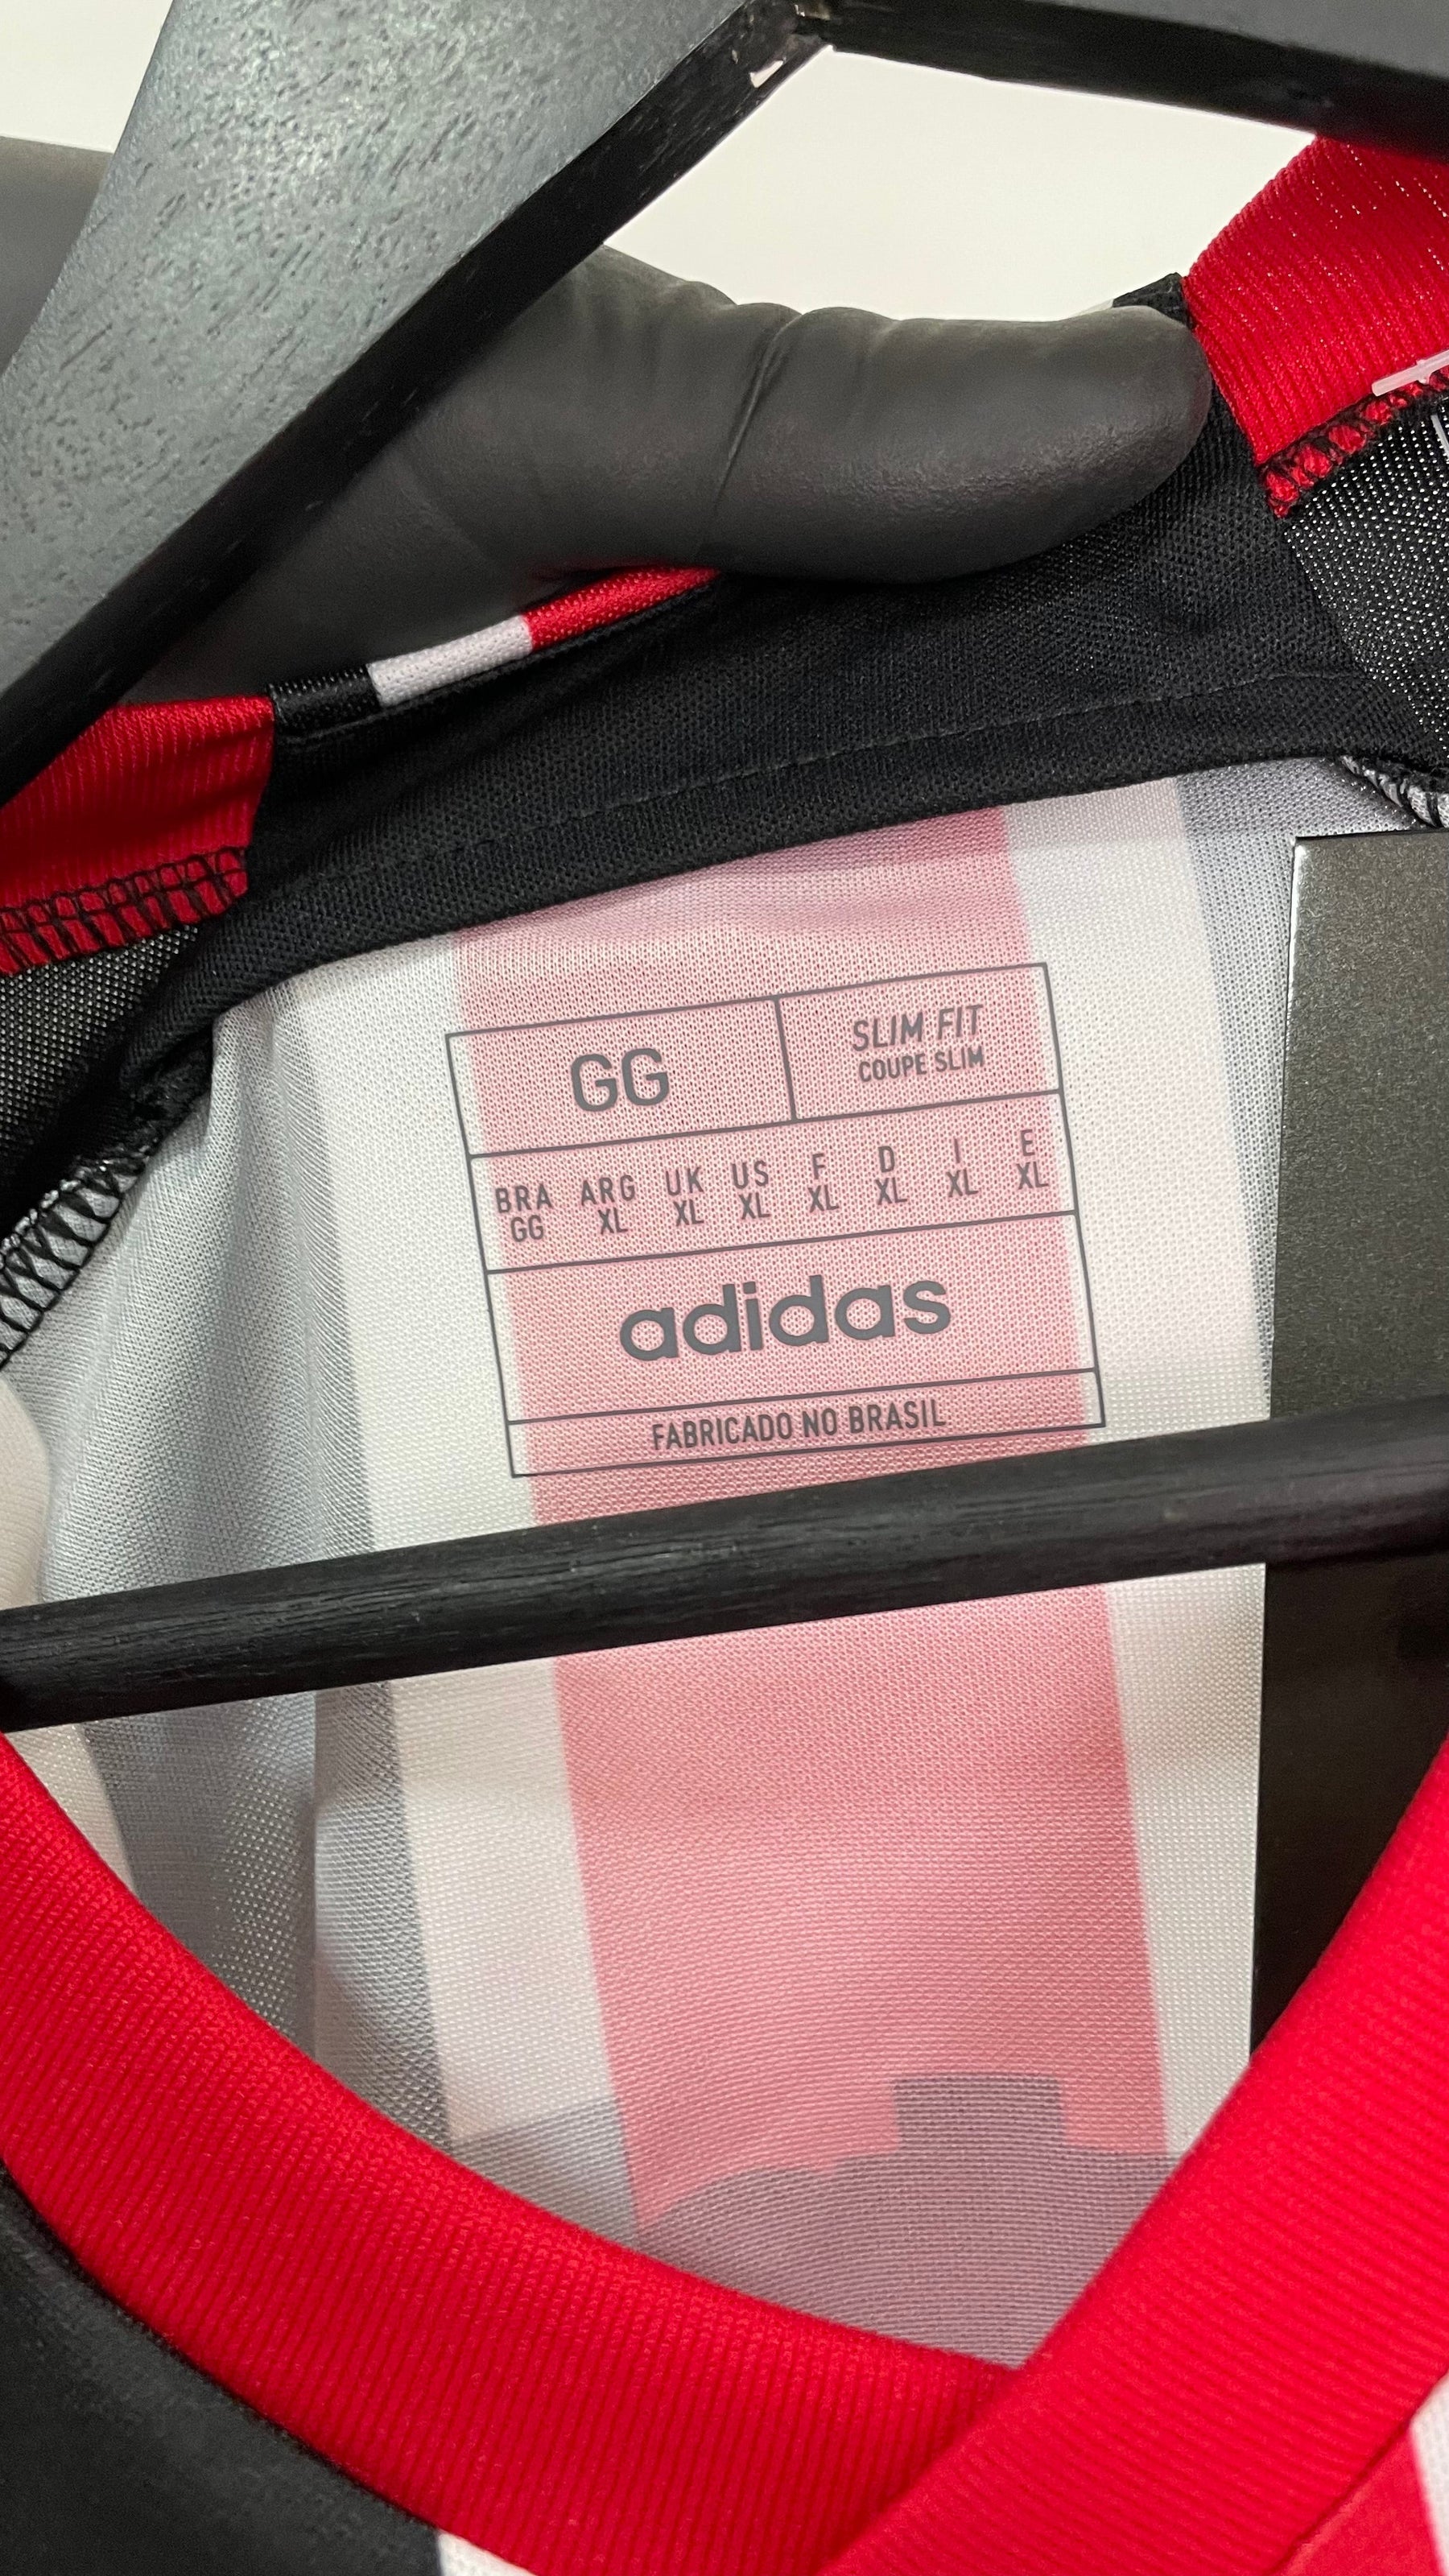 GG
SLIM FIT
COUPE SLIM
BRA ARG UK US F D I E
GG XL XL XL XL XL XL XL
adidas
FABRICADO NO BRASIL